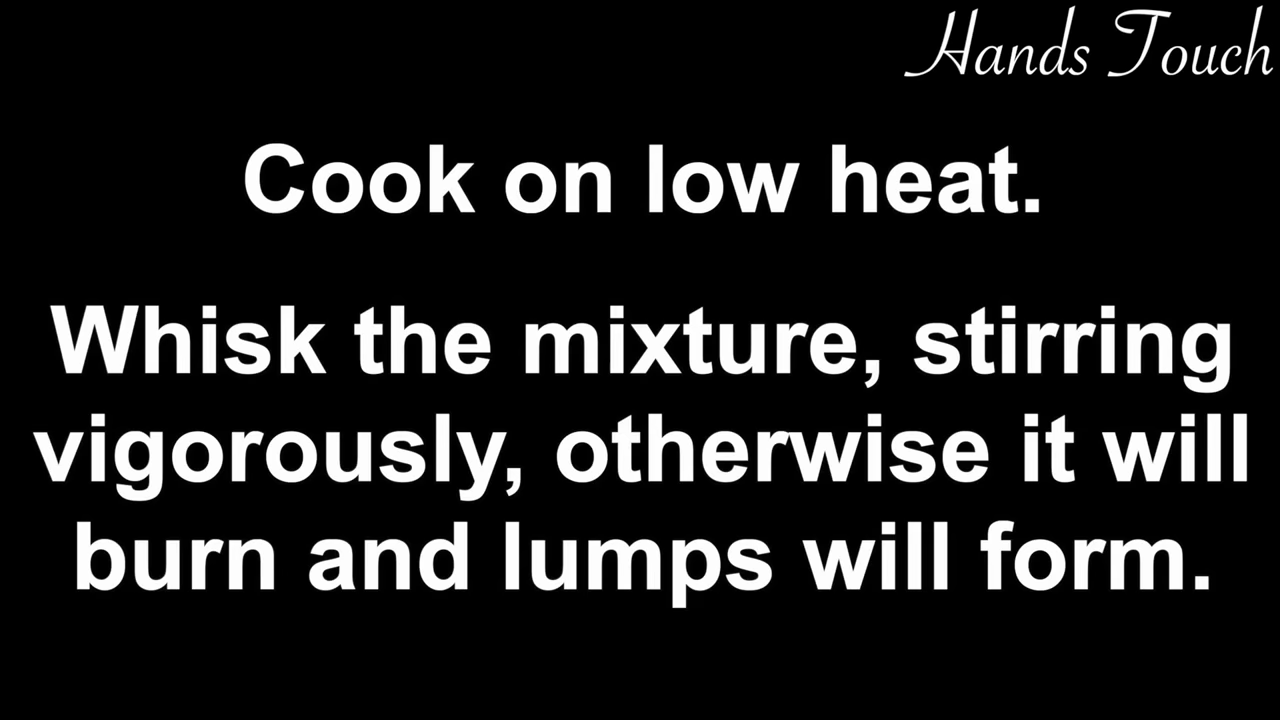 Hands Touch
Cook on low heat.
Whisk the mixture, stirring
vigorously, otherwise it will
burn and lumps will form.